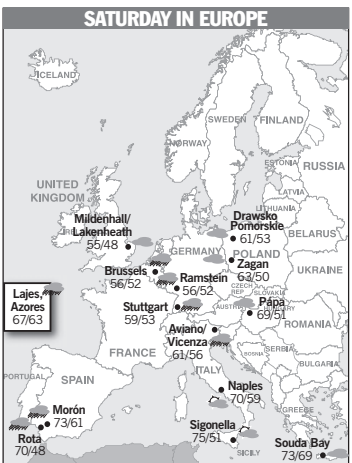 SATURDAY IN EUROPE
ICELAND
SWEDEN
FINLAND
NORWAY
ESTONIA
RUSSIA
LATVIA
UNITED
KINGDOM
LITHUANIA
Drawsko
Pomorskie
61/53
Mildenhall/
Lakenheath
55/48
BELARUS
GERMANY
POLAND
Zagan
63/50
Brussels
56/52
Ramstein
56/52
UKRAINE
CZECH
REP
SLOVAKIA
Lajes,
Azores
67/63
Stuttgart
59/53
Pápa
69/51
Aviano/
Vicenza
61/56
ROMANIA
FRANCE
BOSNIA
SERBIA
ITALY
BULGARIA
PORTUGAL
SPAIN
Naples
70/59
Morón
73/61
GREECE
Sigonella
75/51
Rota
70/48
Souda Bay
73/69
SICILY